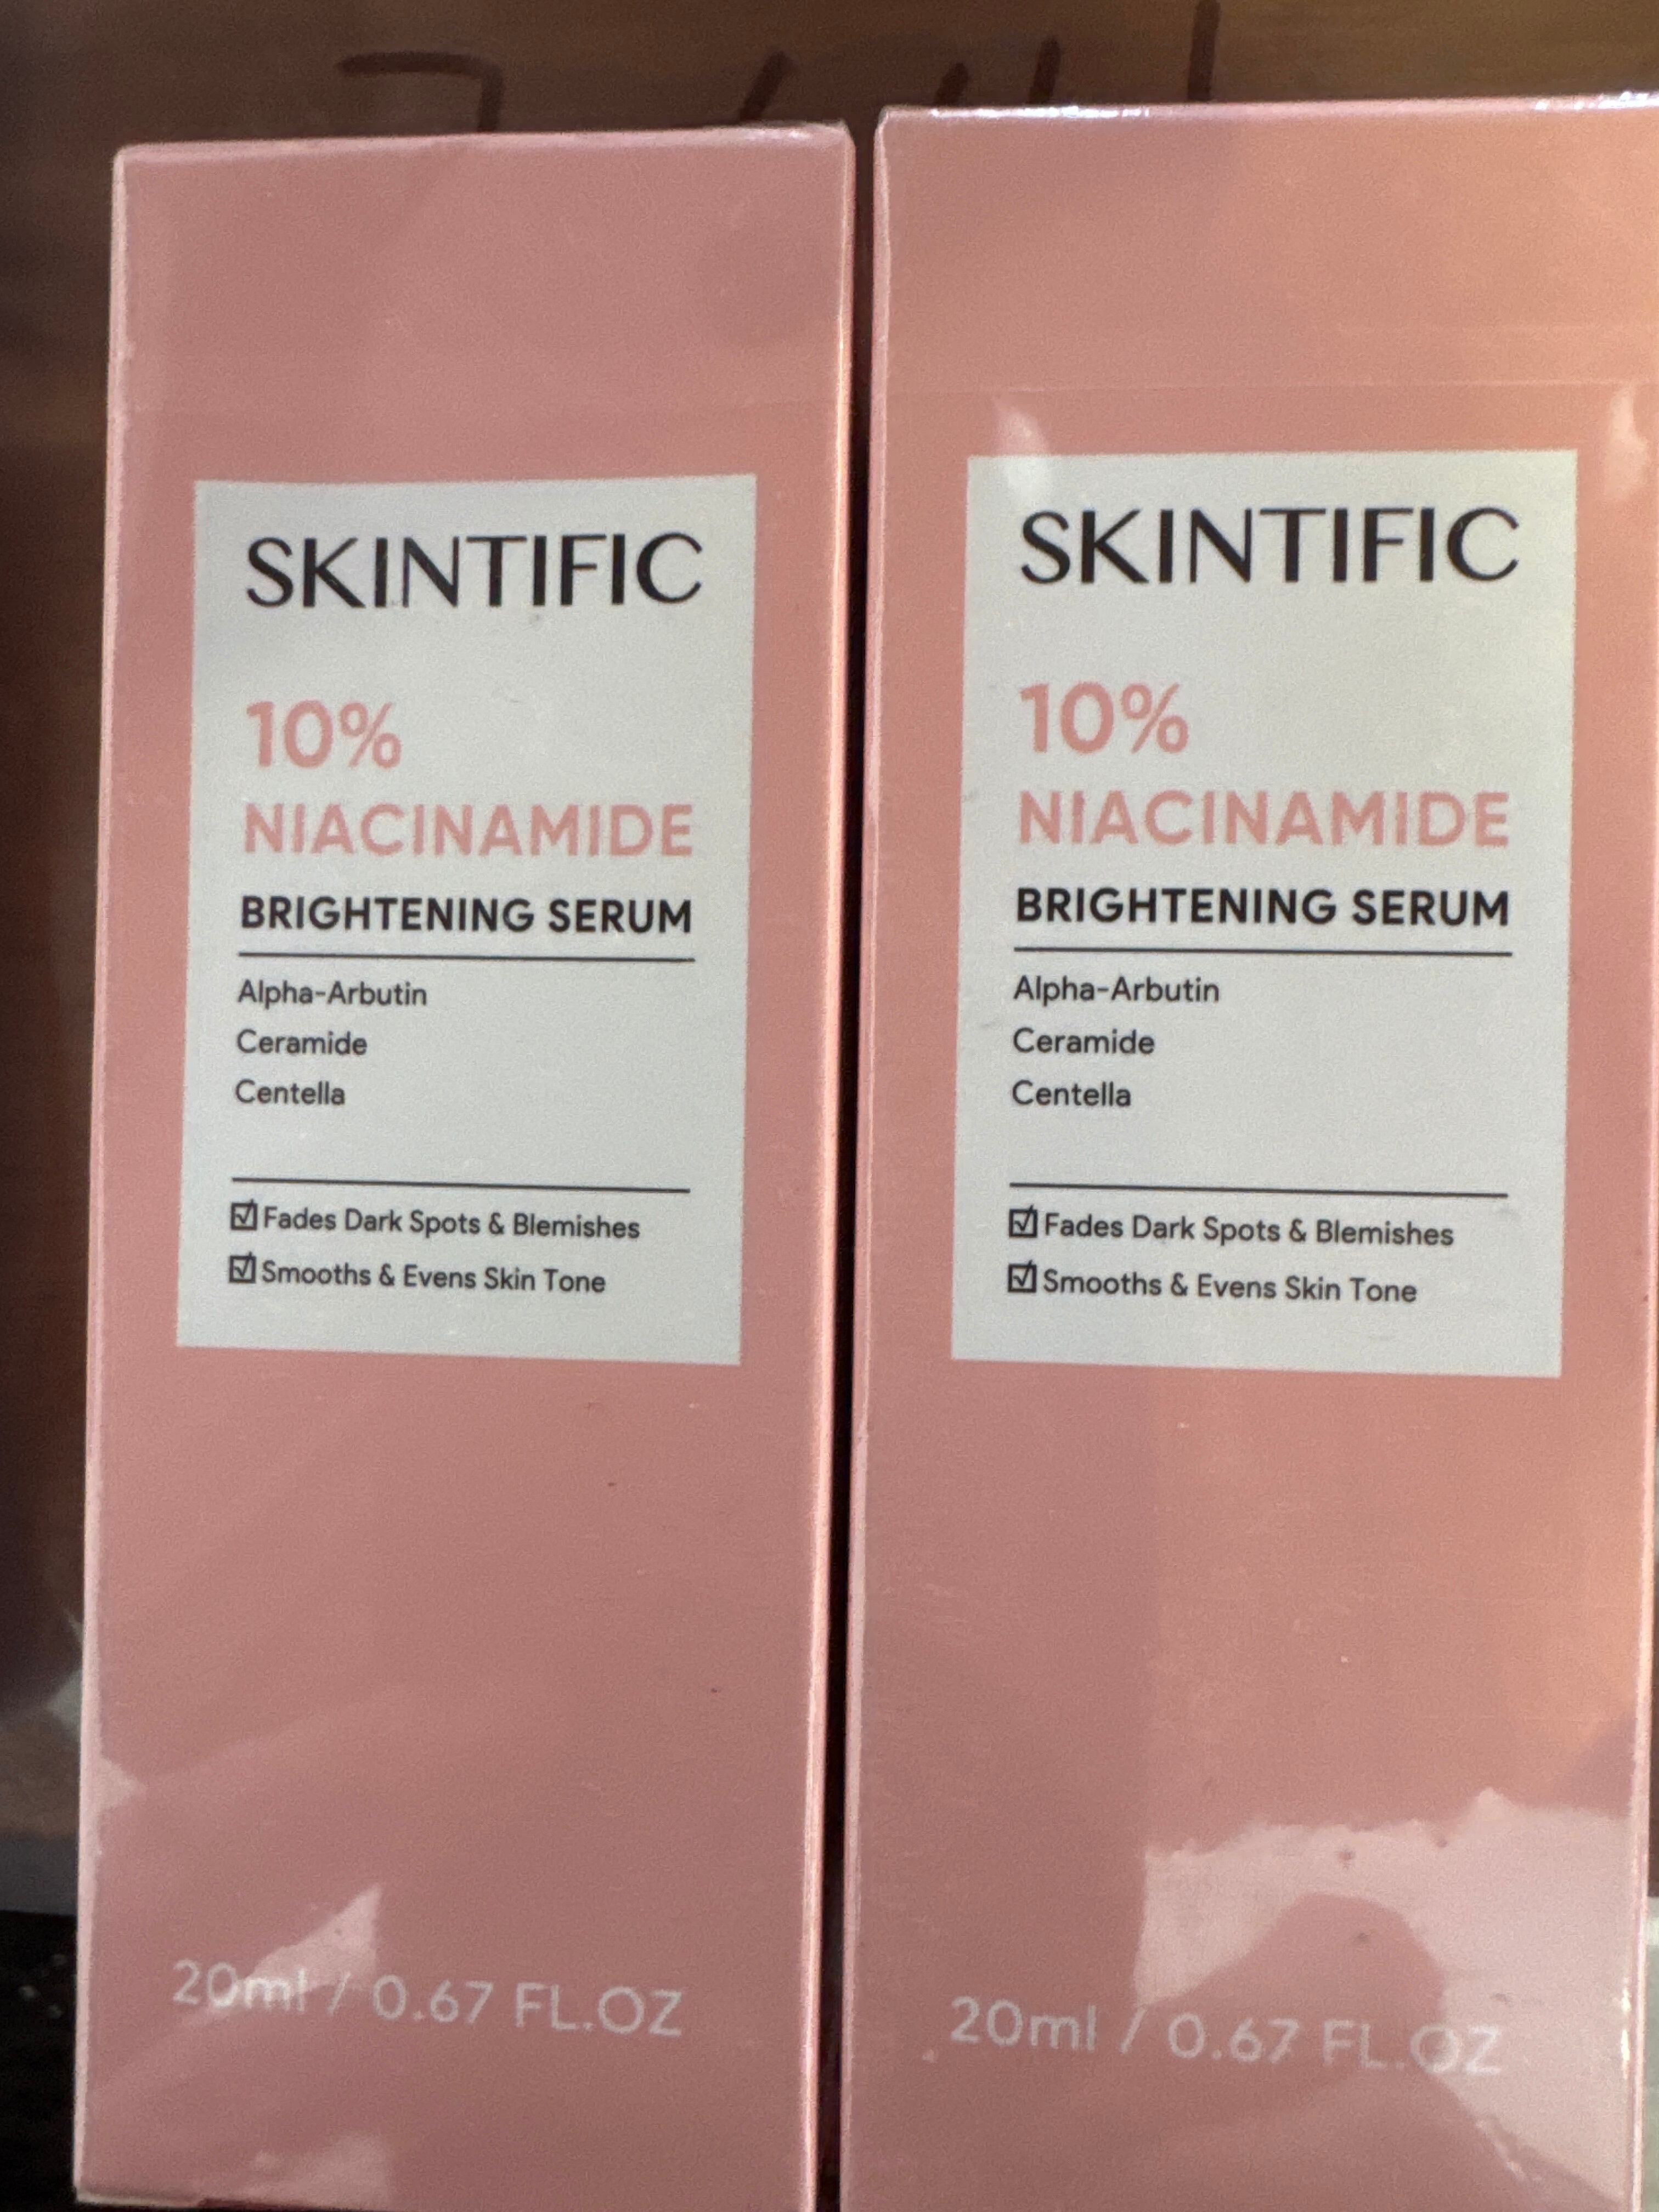 SKINTIFIC
10%
NIACINAMIDE
BRIGHTENING SERUM
Alpha-Arbutin
Ceramide
Centella
☑Fades Dark Spots & Blemishes
☑Smooths & Evens Skin Tone
20ml / 0.67 FL.OZ
SKINTIFIC
10%
NIACINAMIDE
BRIGHTENING SERUM
Alpha-Arbutin
Ceramide
Centella
☑Fades Dark Spots & Blemishes
☑Smooths & Evens Skin Tone
20ml / 0.67 FL.OZ